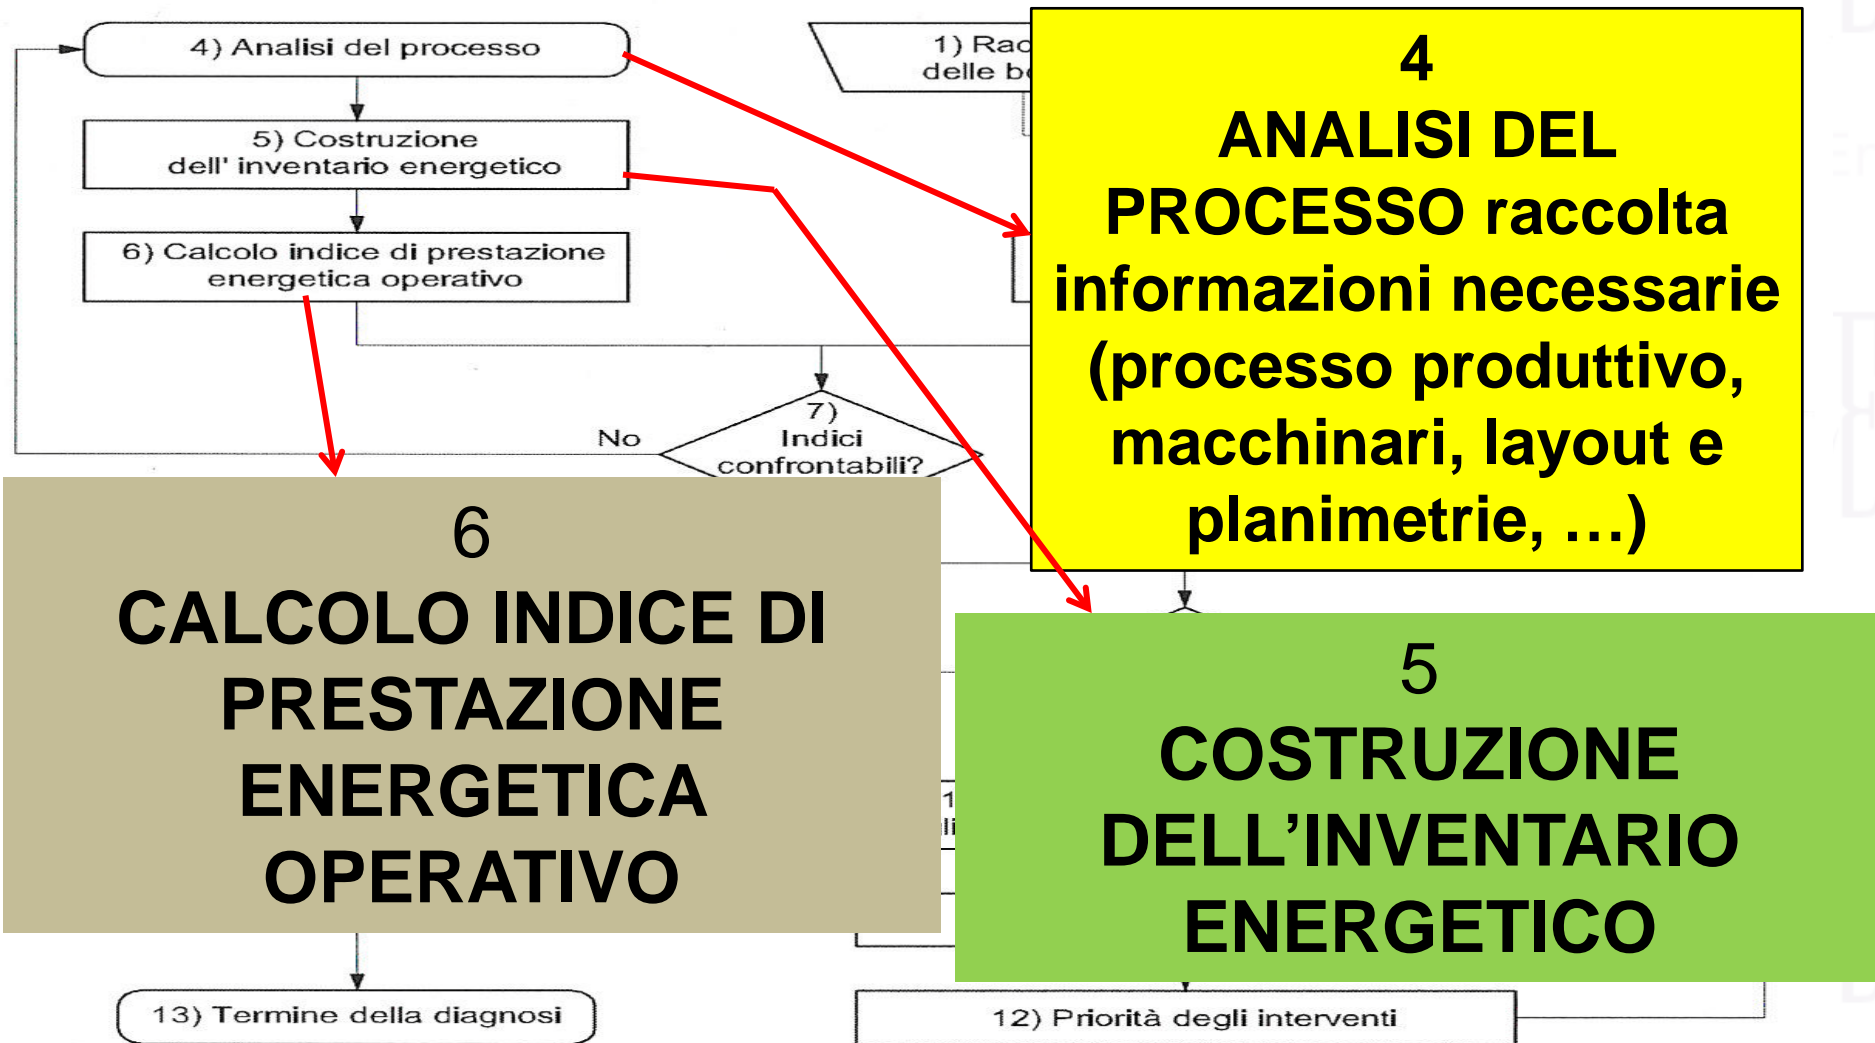 4) Analisi del processo
5) Costruzione
dell' inventario energetico
6) Calcolo indice di prestazione
energetica operativo
1)
delle
7)
Indici
confrontabili?
No
4
ANALISI DEL
PROCESSO raccolta
informazioni necessarie
(processo produttivo,
macchinari, layout e
planimetrie, …)
6
CALCOLO INDICE DI
PRESTAZIONE
ENERGETICA
OPERATIVO
5
COSTRUZIONE
DELL’INVENTARIO
ENERGETICO
13) Termine della diagnosi
12) Priorità degli interventi